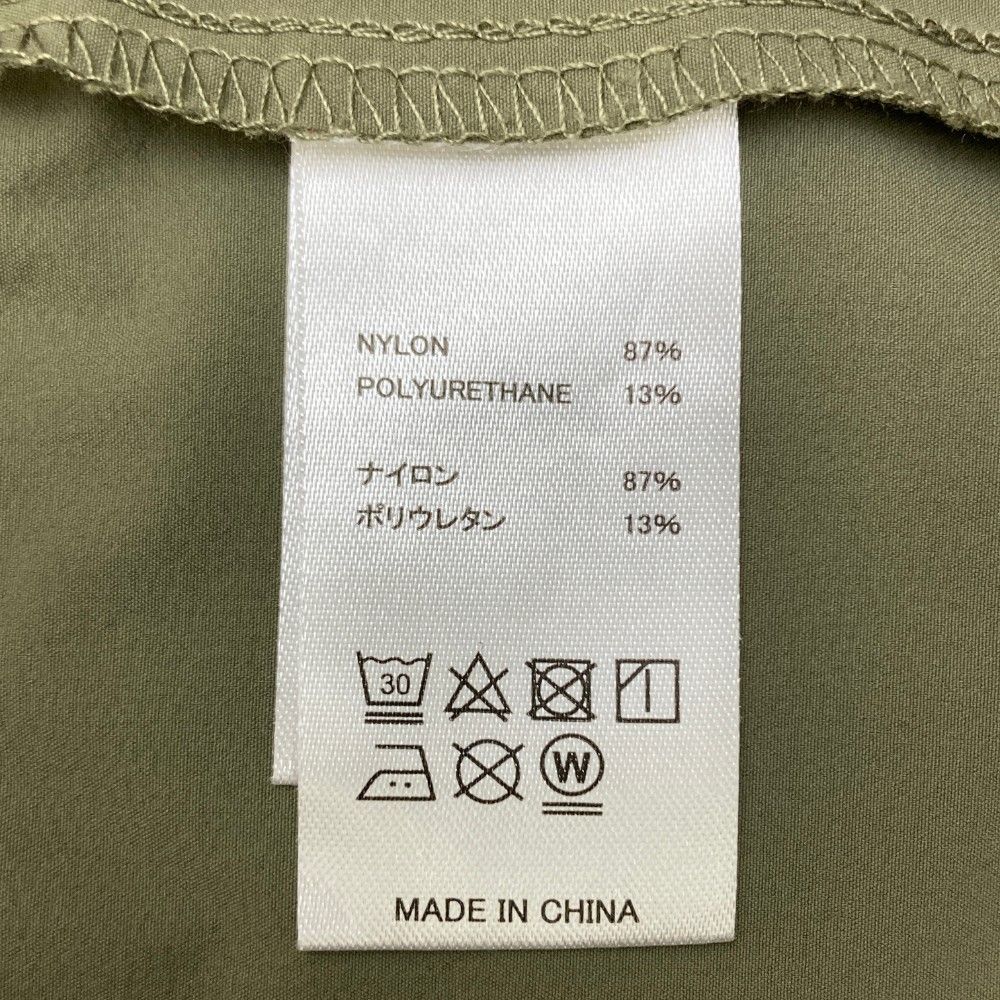 NYLON 87%
POLYURETHANE 13%
ナイロン 87%
ポリウレタン 13%
30
W
MADE IN CHINA